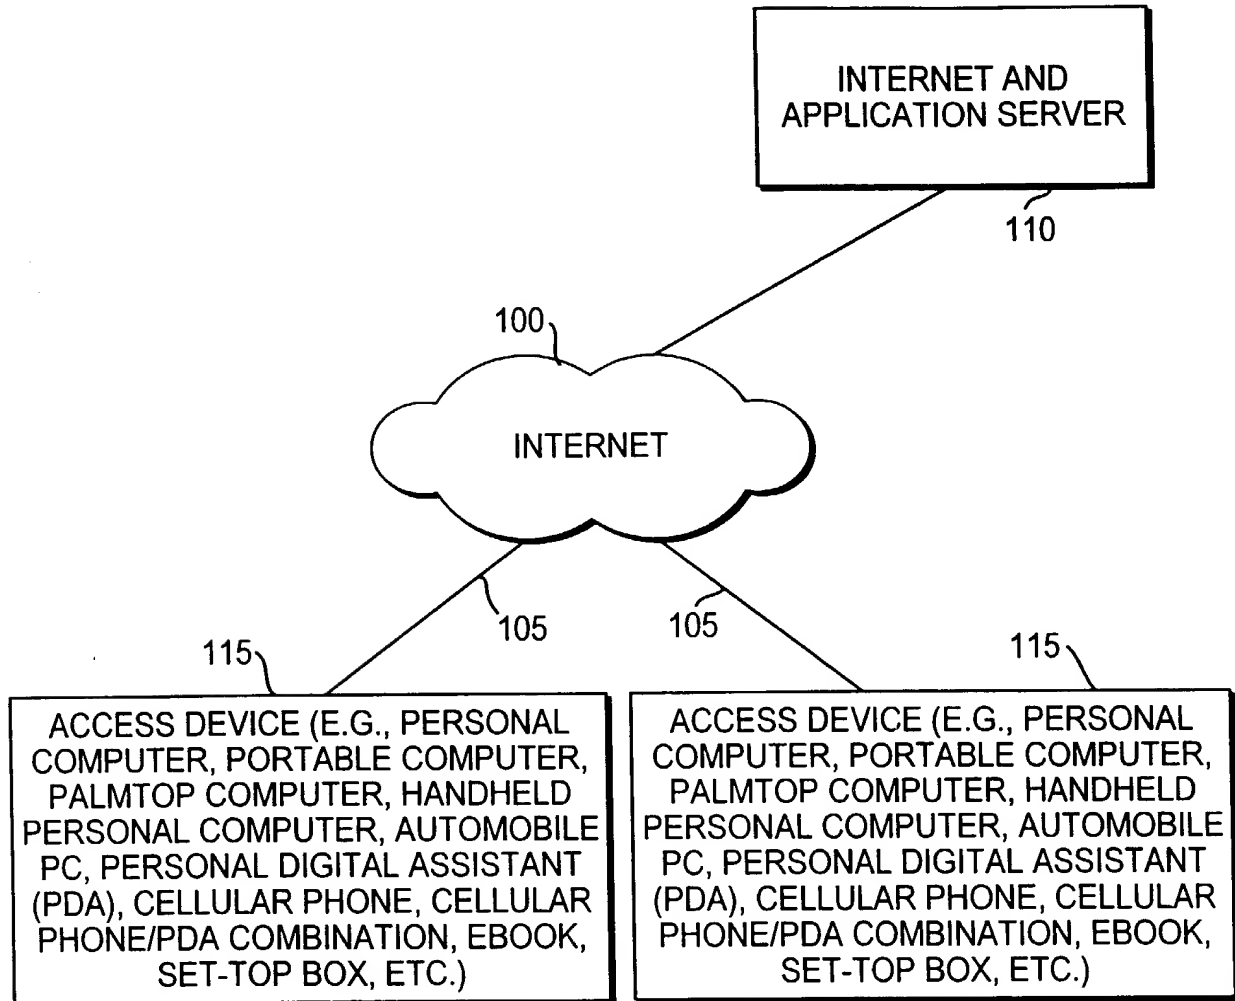 INTERNET AND
APPLICATION SERVER
110
100
INTERNET
105
105
115
115
ACCESS DEVICE (E.G., PERSONAL
COMPUTER, PORTABLE COMPUTER,
PALMTOP COMPUTER, HANDHELD
PERSONAL COMPUTER, AUTOMOBILE
PC, PERSONAL DIGITAL ASSISTANT
(PDA), CELLULAR PHONE, CELLULAR
PHONE/PDA COMBINATION, EBOOK,
SET-TOP BOX, ETC.)
ACCESS DEVICE (E.G., PERSONAL
COMPUTER, PORTABLE COMPUTER,
PALMTOP COMPUTER, HANDHELD
PERSONAL COMPUTER, AUTOMOBILE
PC, PERSONAL DIGITAL ASSISTANT
(PDA), CELLULAR PHONE, CELLULAR
PHONE/PDA COMBINATION, EBOOK,
SET-TOP BOX, ETC.)